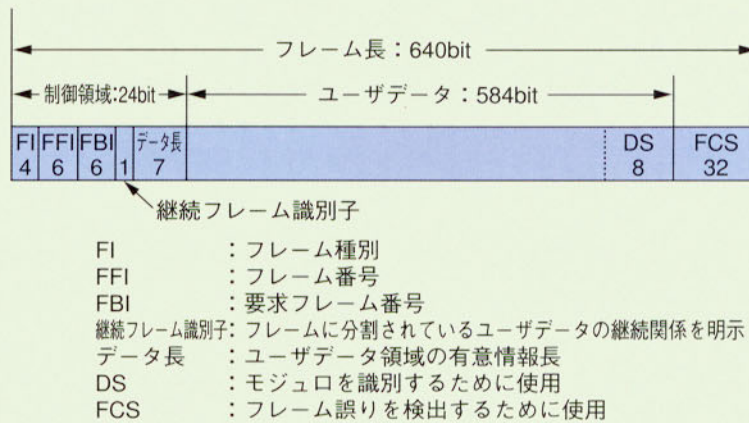 フレーム長：640bit
制御領域:24bit
ユーザデータ：584bit
FI FFI FBI データ長 DS FCS
4 6 6 1 7 8 32
継続フレーム識別子
FI ：フレーム種別
FFI ：フレーム番号
FBI ：要求フレーム番号
継続フレーム識別子：フレームに分割されているユーザデータの継続関係を明示
データ長 ：ユーザデータ領域の有意情報長
DS ：モジュロを識別するために使用
FCS ：フレーム誤りを検出するために使用